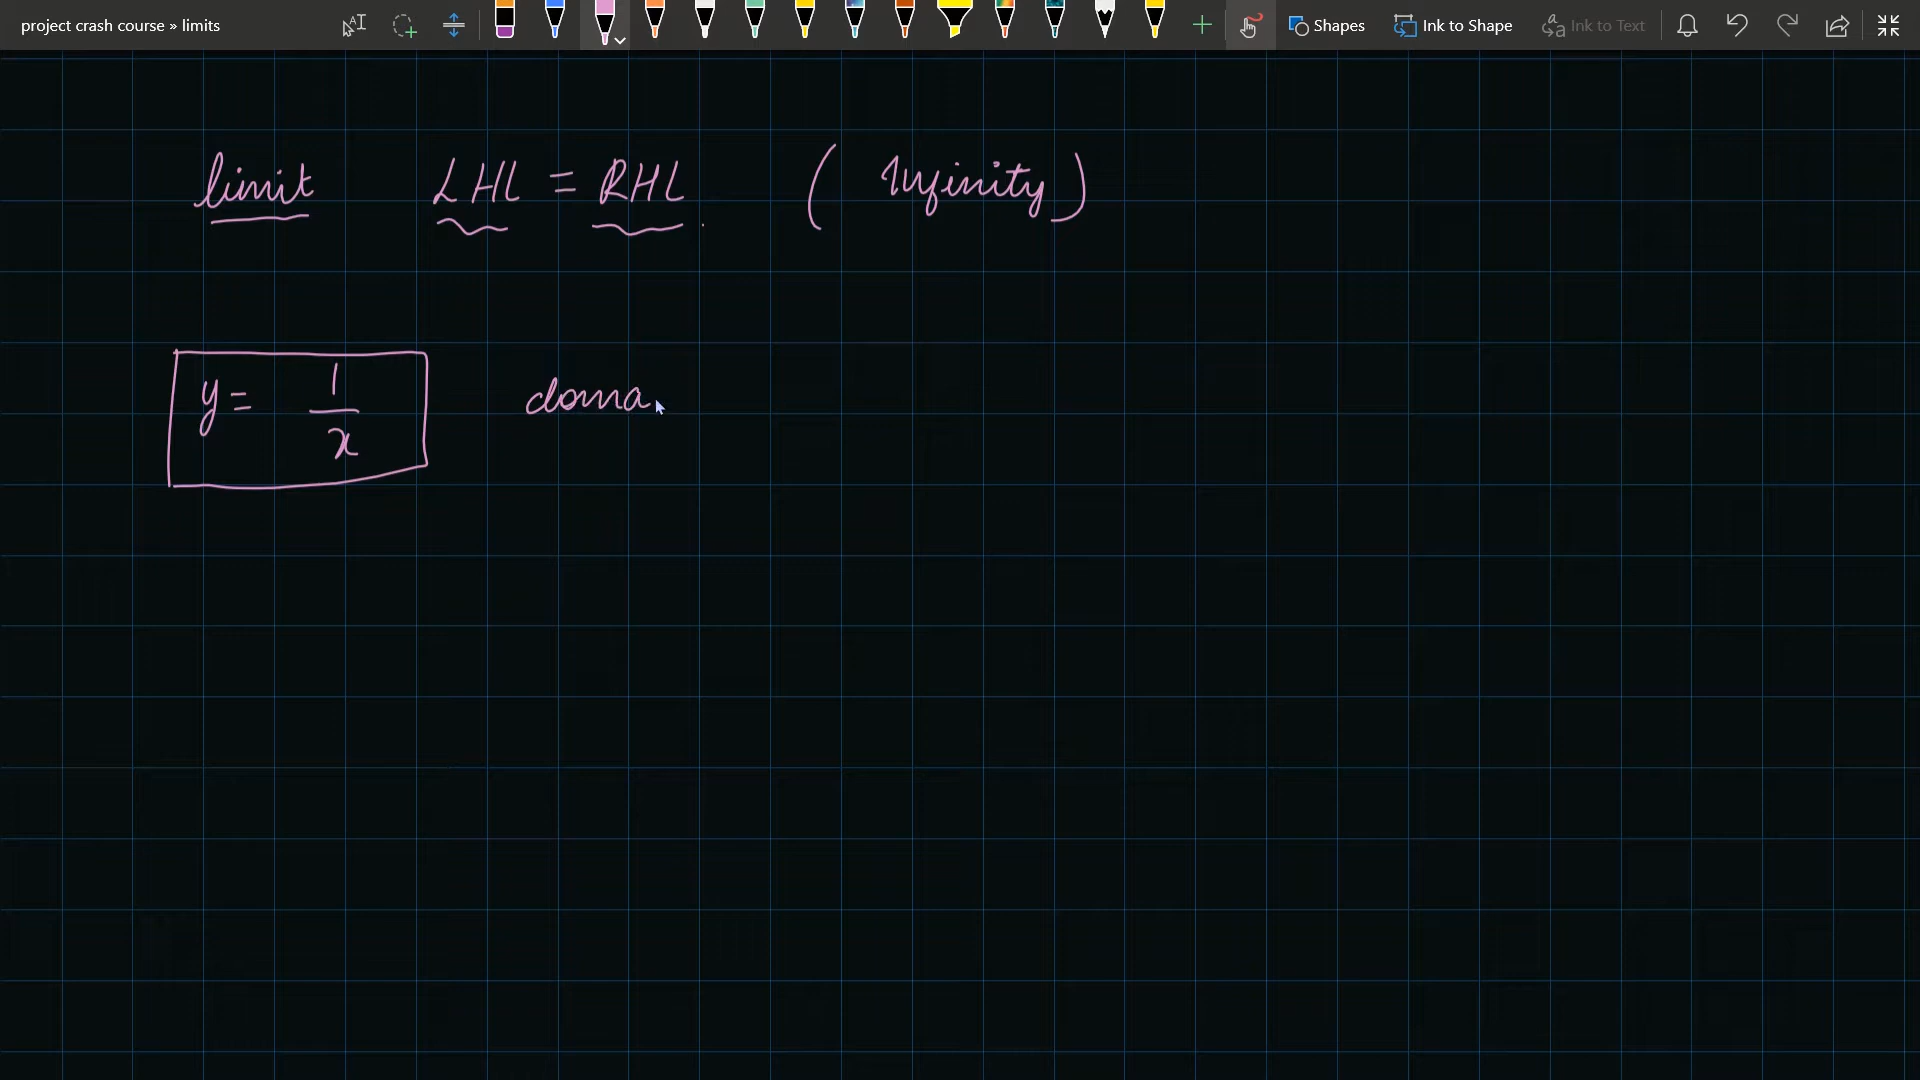 project crash course » limits Shapes Ink to Shape Ink to Text
limit LHL = RHL. (Infinity)
y = 1/x doma